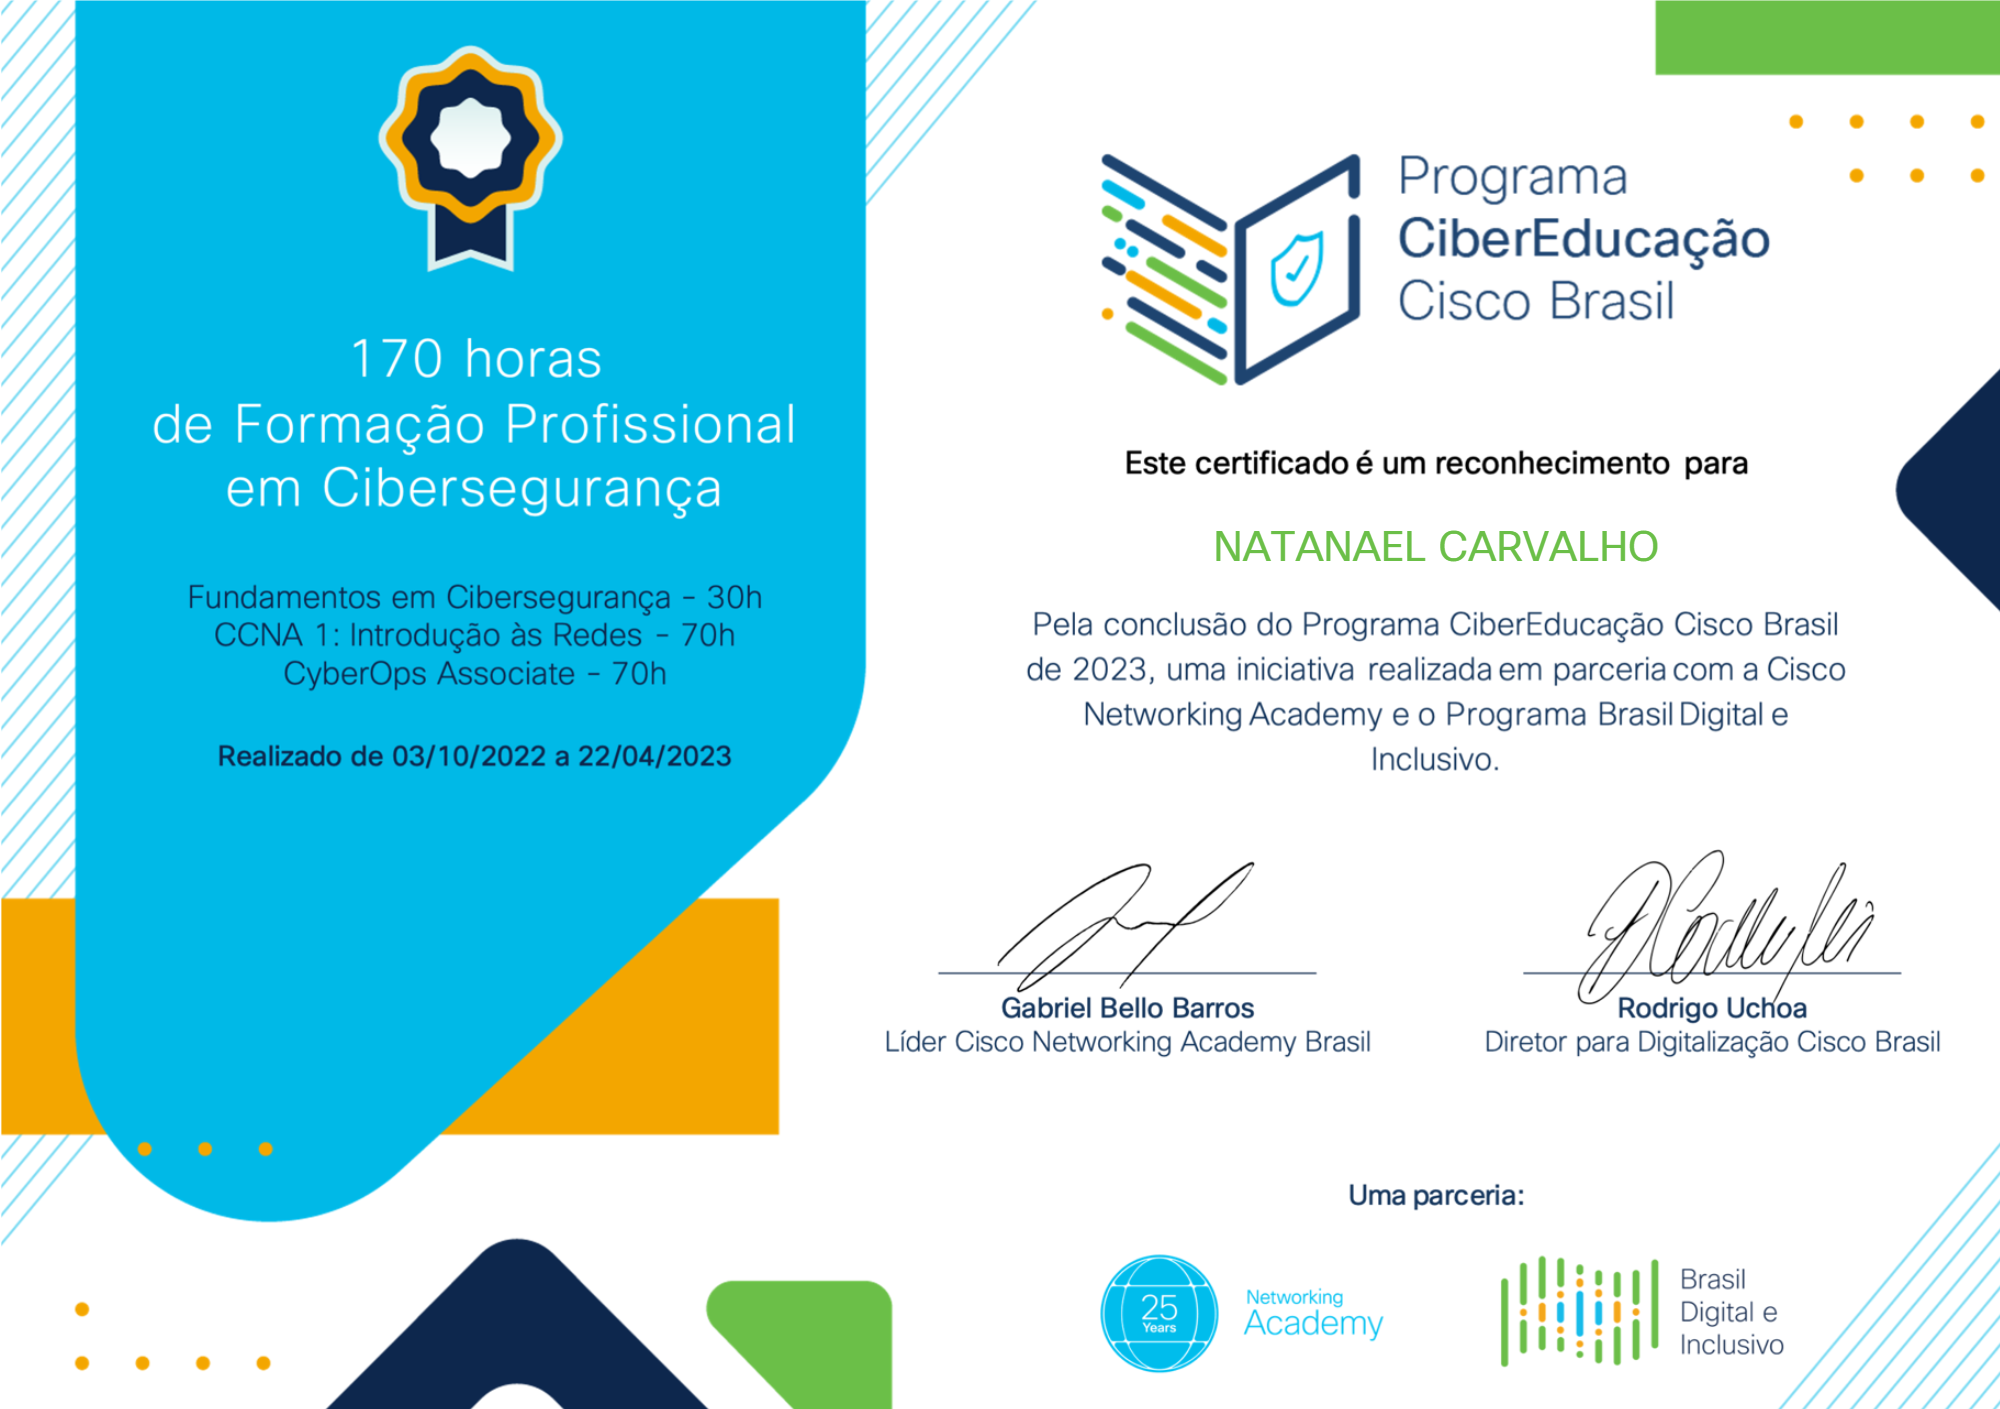 170 horas
de Formação Profissional
em Cibersegurança
Fundamentos em Cibersegurança - 30h
CCNA 1: Introdução às Redes - 70h
CyberOps Associate - 70h
Realizado de 03/10/2022 a 22/04/2023
Programa
CiberEducação
Cisco Brasil
Este certificado é um reconhecimento para
NATANAEL CARVALHO
Pela conclusão do Programa CiberEducação Cisco Brasil
de 2023, uma iniciativa realizada em parceria com a Cisco
Networking Academy e o Programa Brasil Digital e
Inclusivo.
Gabriel Bello Barros
Líder Cisco Networking Academy Brasil
Rodrigo Uchoa
Diretor para Digitalização Cisco Brasil
Uma parceria:
25
Years
Networking
Academy
Brasil
Digital e
Inclusivo